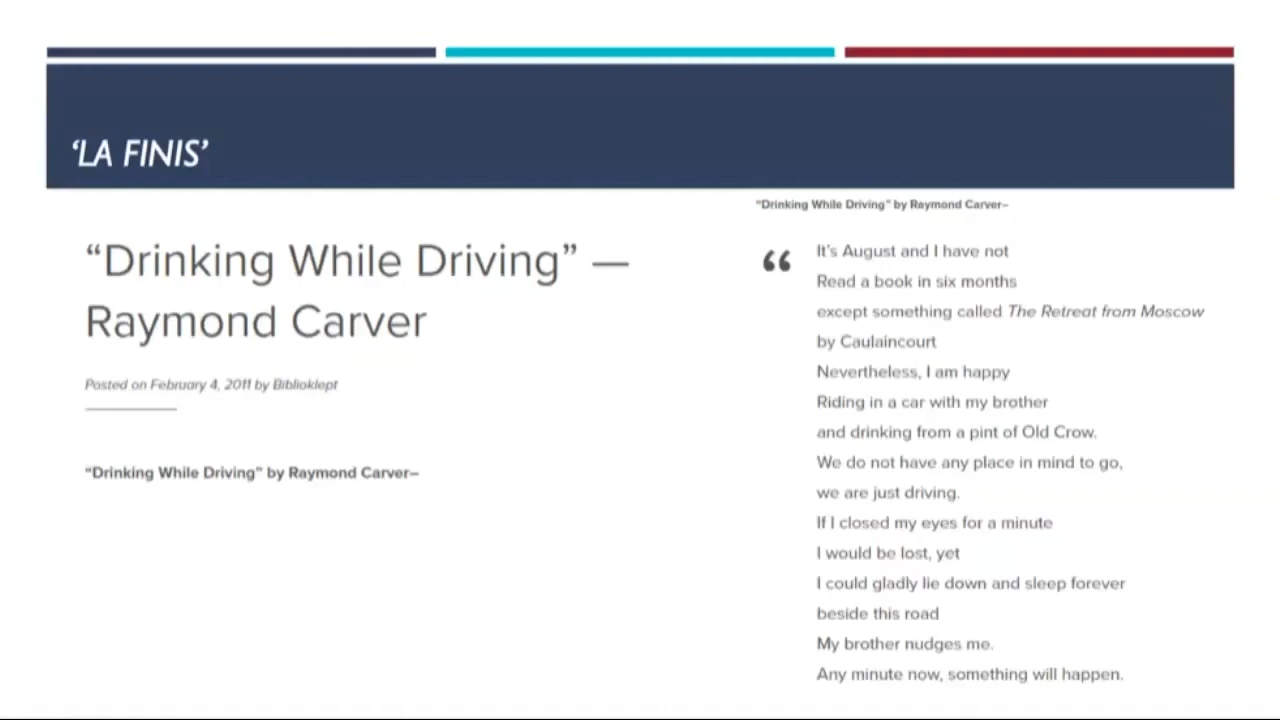 ‘LA FINIS’
“Drinking While Driving” —
Raymond Carver
Posted on February 4, 2011 by Biblioklept
“Drinking While Driving” by Raymond Carver–
“Drinking While Driving” by Raymond Carver–
“
It’s August and I have not
Read a book in six months
except something called The Retreat from Moscow
by Caulaincourt
Nevertheless, I am happy
Riding in a car with my brother
and drinking from a pint of Old Crow.
We do not have any place in mind to go,
we are just driving.
If I closed my eyes for a minute
I would be lost, yet
I could gladly lie down and sleep forever
beside this road
My brother nudges me.
Any minute now, something will happen.